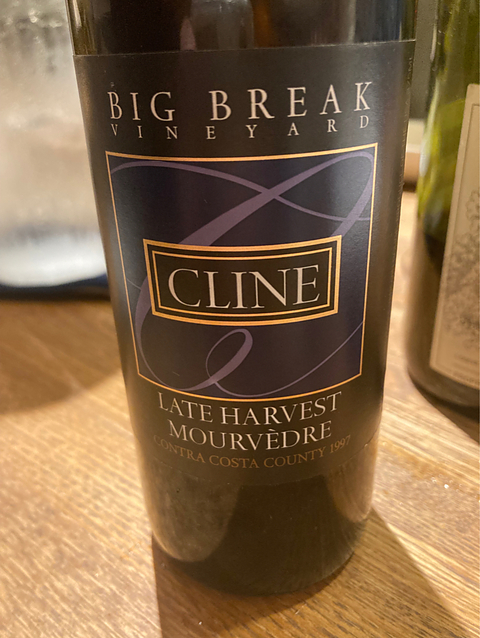 BIG BREAK
VINEYARD
CLINE
LATE HARVEST
MOURVÈDRE
CONTRA COSTA COUNTY 1997